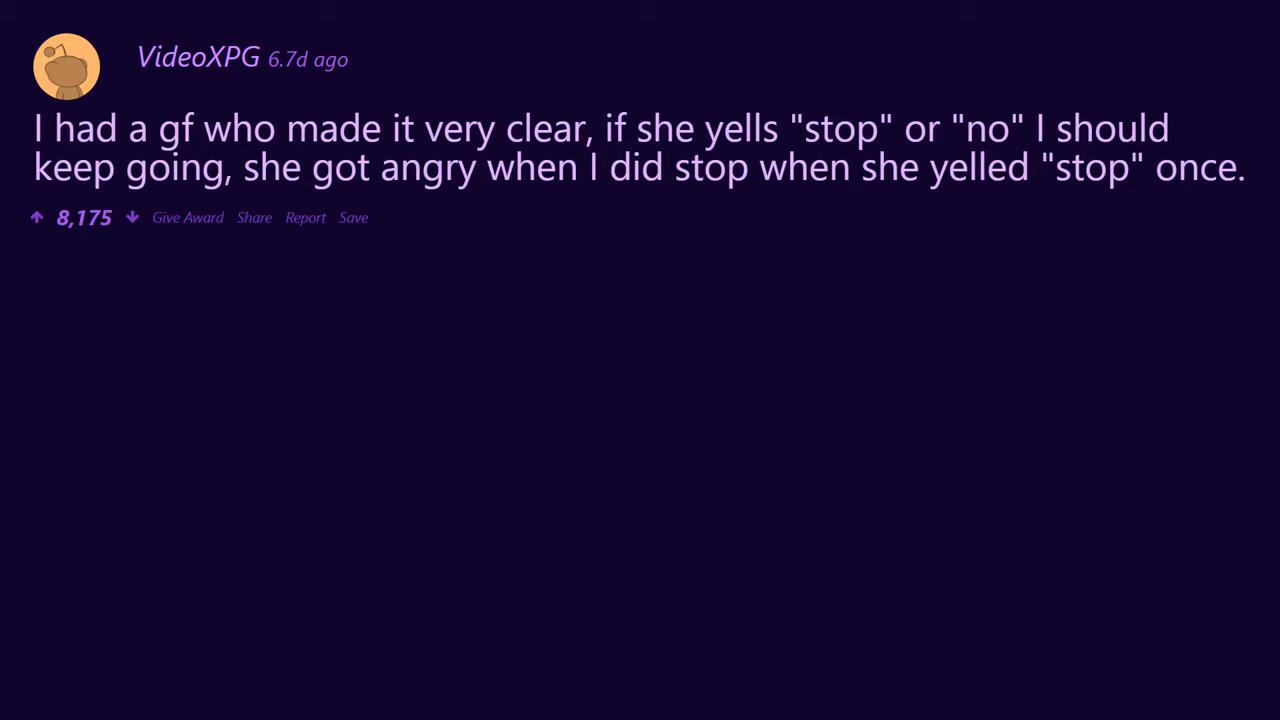 VideoXPG 6.7d ago
I had a gf who made it very clear, if she yells "stop" or "no" I should
keep going, she got angry when I did stop when she yelled "stop" once.
8,175 Give Award Share Report Save